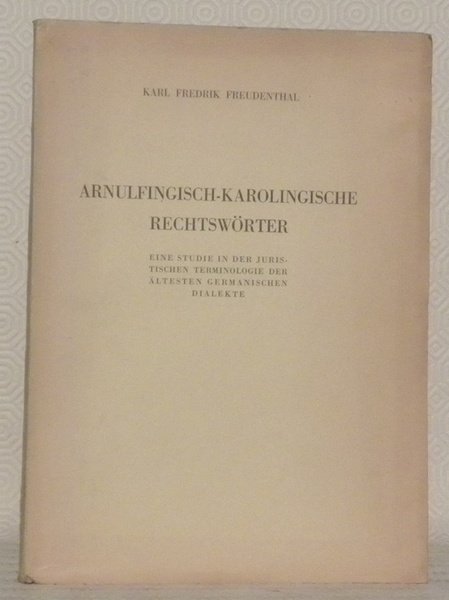 KARL FREDRIK FREUDENTHAL
ARNULFINGISCH-KAROLINGISCHE
RECHTSWÖRTER
EINE STUDIE IN DER JURIS-
TISCHEN TERMINOLOGIE DER
ÄLTESTEN GERMANISCHEN
DIALEKTE